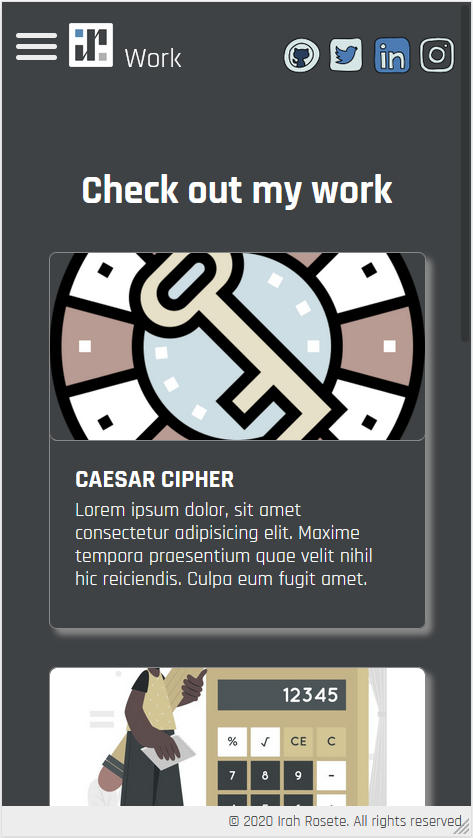 Work
in
Check out my work
CAESAR CIPHER
Lorem ipsum dolor, sit amet
consectetur adipisicing elit. Maxime
tempora praesentium quae velit nihil
hic reiciendis. Culpa eum fugit amet.
12345
% √ CE C
7 8 9 -
© 2020 Irah Rosete. All rights reserved